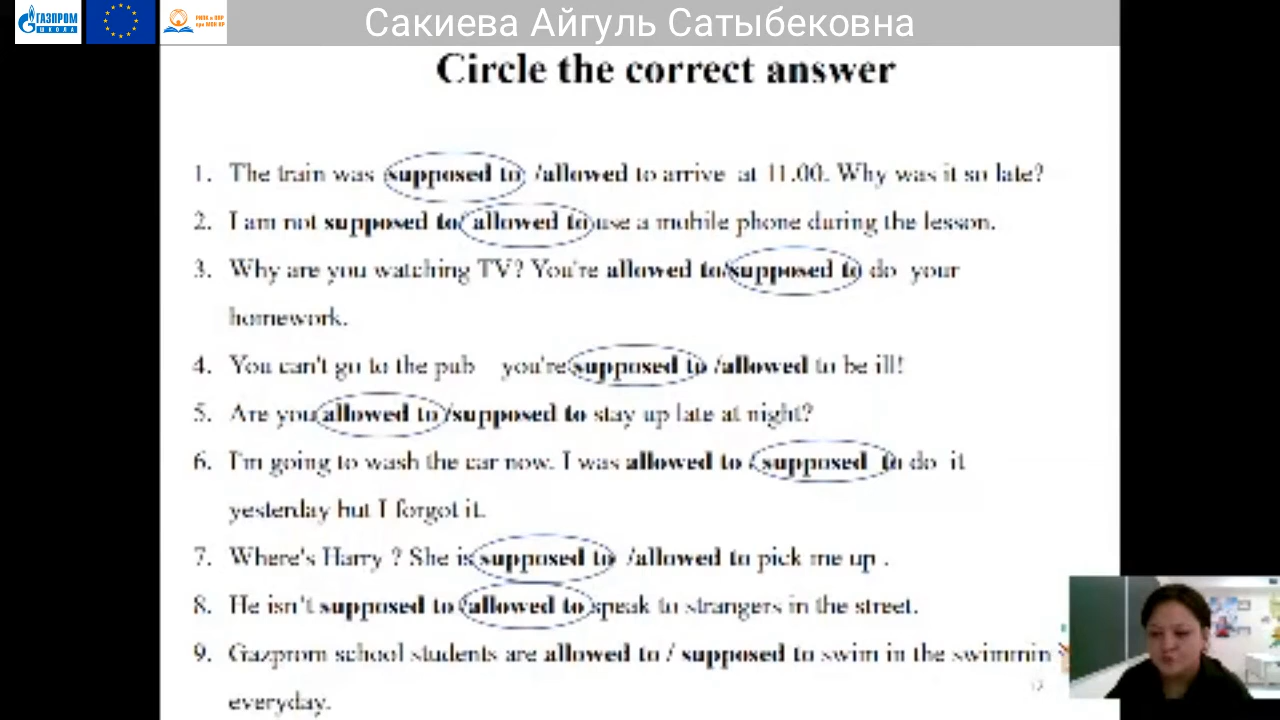 ГАЗПРОМ
ШКОЛА
Сакиева Айгуль Сатыбековна
Circle the correct answer
1. The train was supposed to /allowed to arrive at 11.00. Why was it so late?
2. I am not supposed to/ allowed to use a mobile phone during the lesson.
3. Why are you watching TV? You're allowed to/supposed to do your
homework.
4. You can't go to the pub you're supposed to /allowed to be ill!
5. Are you allowed to /supposed to stay up late at night?
6. I'm going to wash the car now. I was allowed to / supposed to do it
yesterday but I forgot it.
7. Where's Harry ? She is supposed to /allowed to pick me up .
8. He isn't supposed to /allowed to speak to strangers in the street.
9. Gazprom school students are allowed to / supposed to swim in the swimmin
everyday.
12